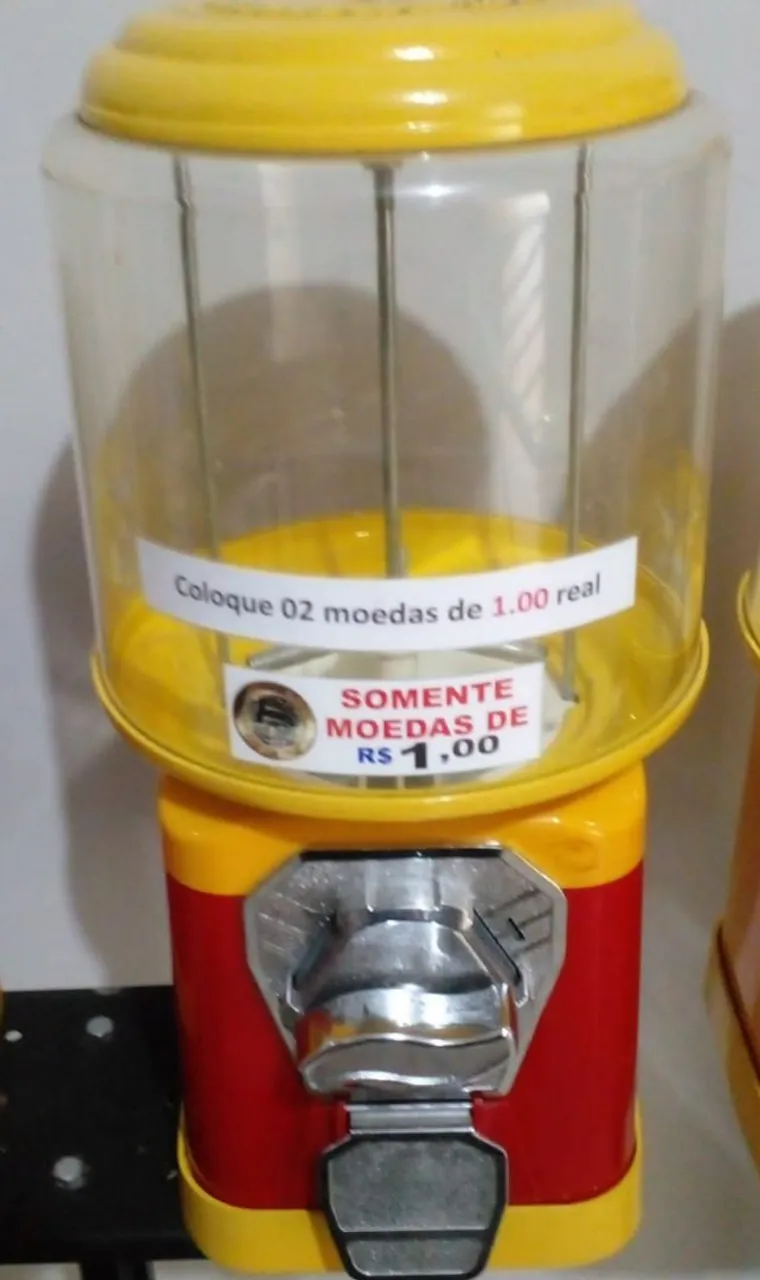 Coloque 02 moedas de 1.00 real
SOMENTE
MOEDAS DE
R$ 1,00